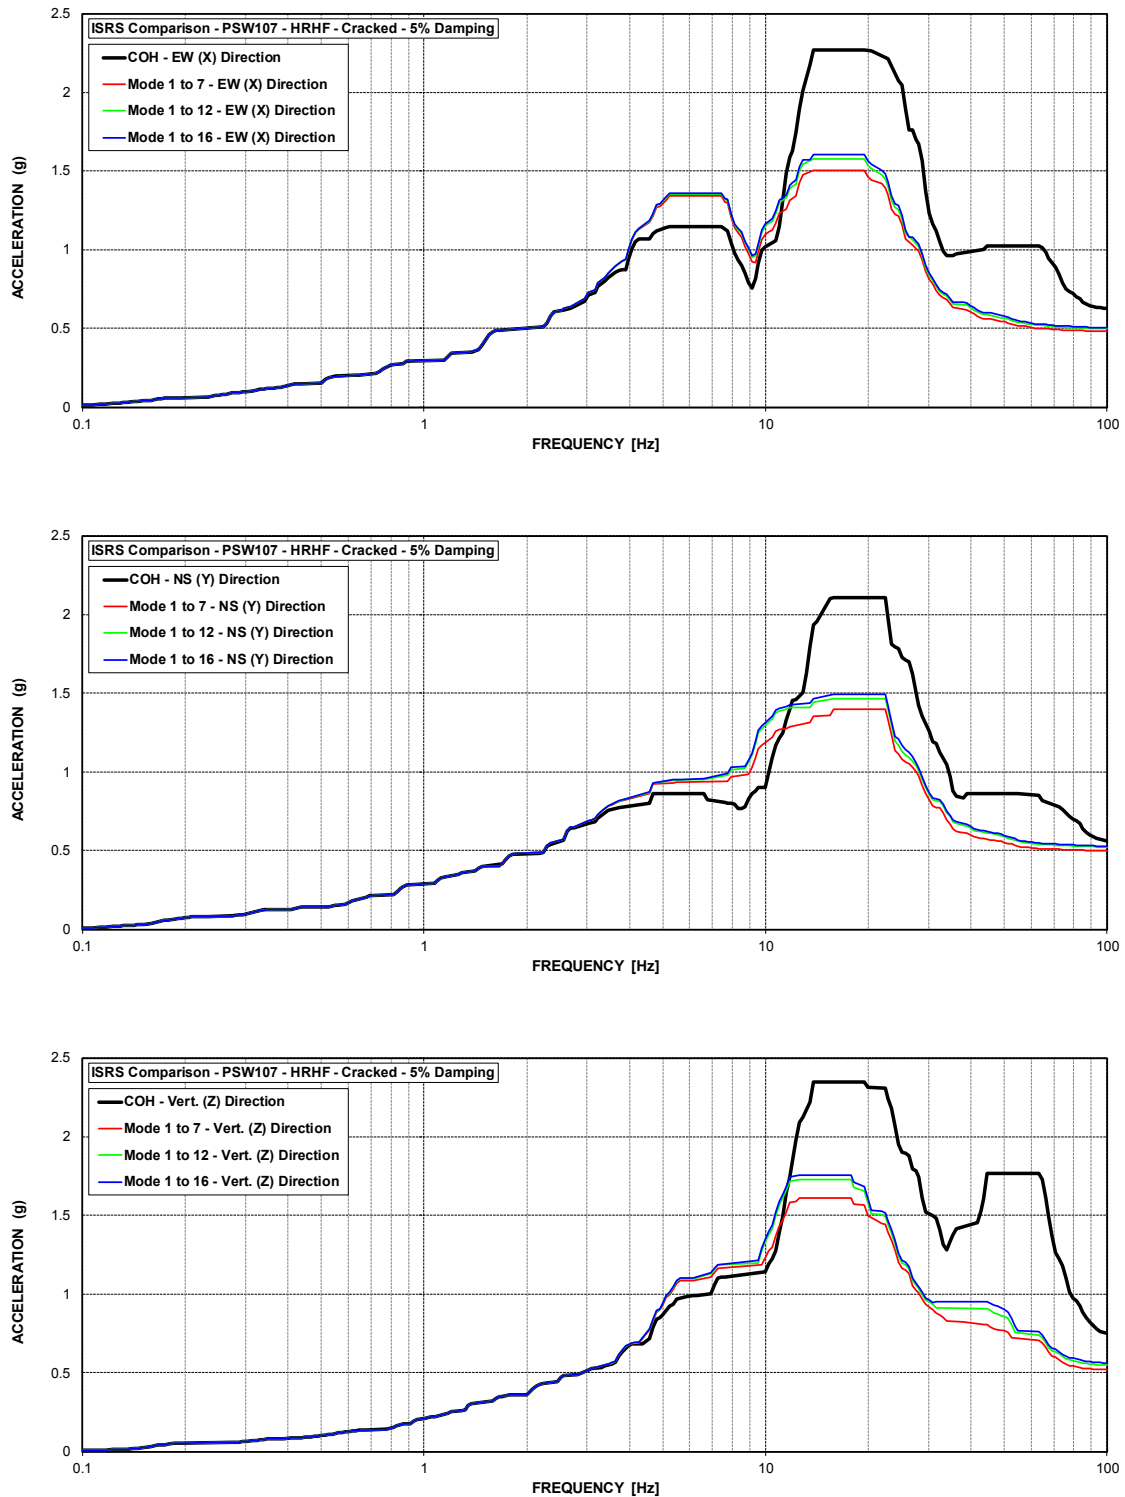 ISRS Comparison - PSW107 - HRHF - Cracked - 5% Damping
COH - EW (X) Direction
Mode 1 to 7 - EW (X) Direction
Mode 1 to 12 - EW (X) Direction
Mode 1 to 16 - EW (X) Direction
ACCELERATION (g)
2.5
2
1.5
1
0.5
0
0.1
1
10
100
FREQUENCY [Hz]
ISRS Comparison - PSW107 - HRHF - Cracked - 5% Damping
COH - NS (Y) Direction
Mode 1 to 7 - NS (Y) Direction
Mode 1 to 12 - NS (Y) Direction
Mode 1 to 16 - NS (Y) Direction
ACCELERATION (g)
2.5
2
1.5
1
0.5
0
0.1
1
10
100
FREQUENCY [Hz]
ISRS Comparison - PSW107 - HRHF - Cracked - 5% Damping
COH - Vert. (Z) Direction
Mode 1 to 7 - Vert. (Z) Direction
Mode 1 to 12 - Vert. (Z) Direction
Mode 1 to 16 - Vert. (Z) Direction
ACCELERATION (g)
2.5
2
1.5
1
0.5
0
0.1
1
10
100
FREQUENCY [Hz]